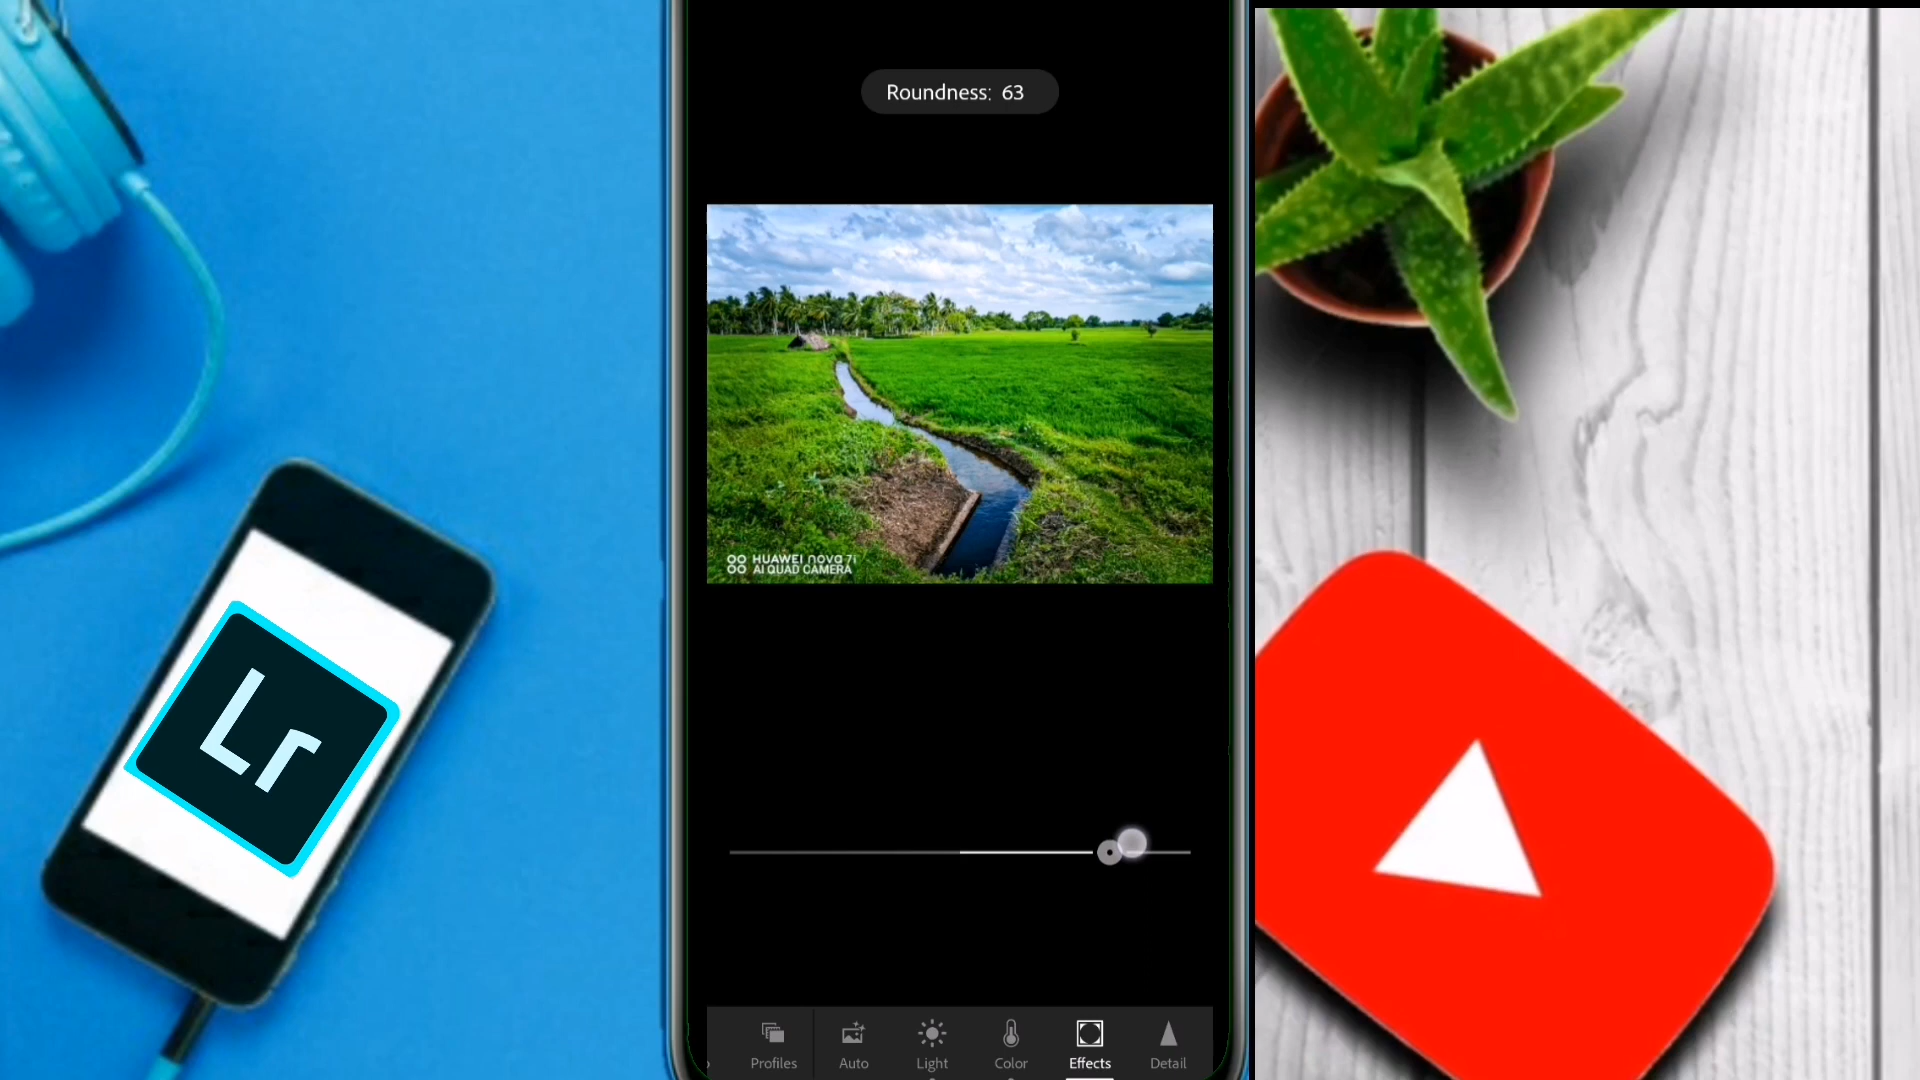 Roundness: 63
HUAWEI nova 7i
AI QUAD CAMERA
Lr
Profiles
Auto
Light
Color
Effects
Detail